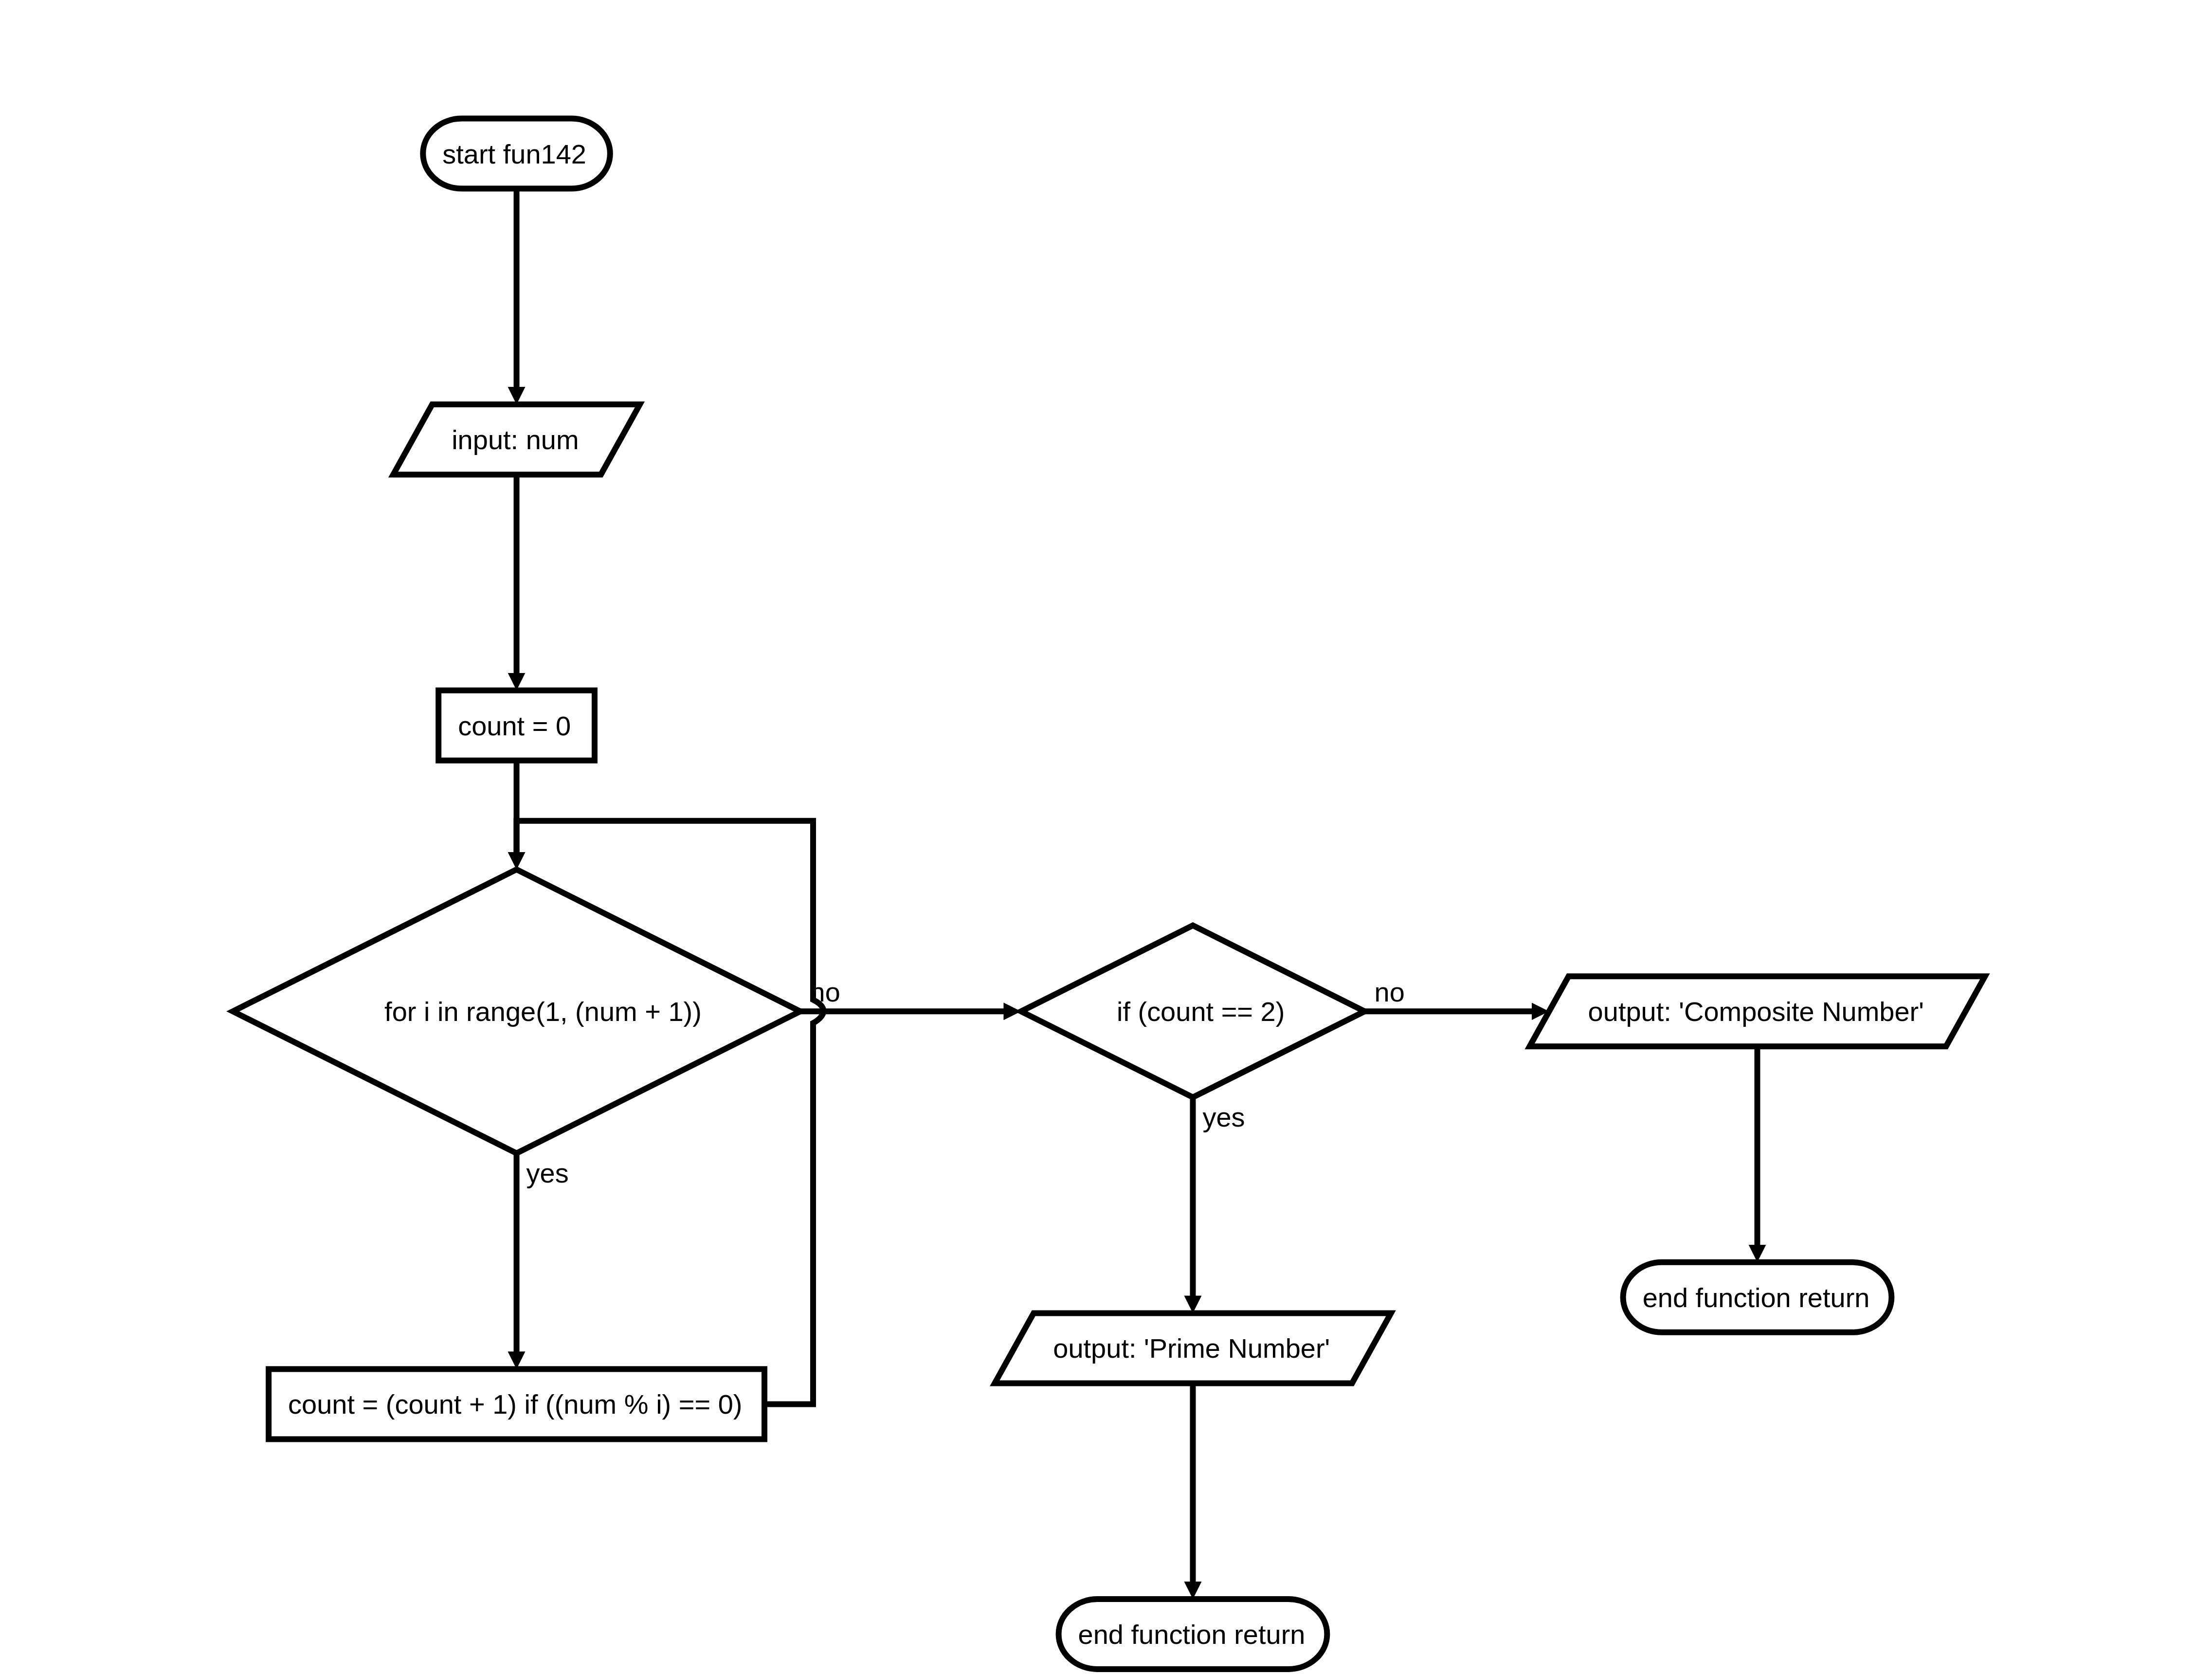 start fun142
input: num
count = 0
for i in range(1, (num + 1))
no
if (count == 2)
no
output: 'Composite Number'
yes
yes
end function return
output: 'Prime Number'
count = (count + 1) if ((num % i) == 0)
end function return